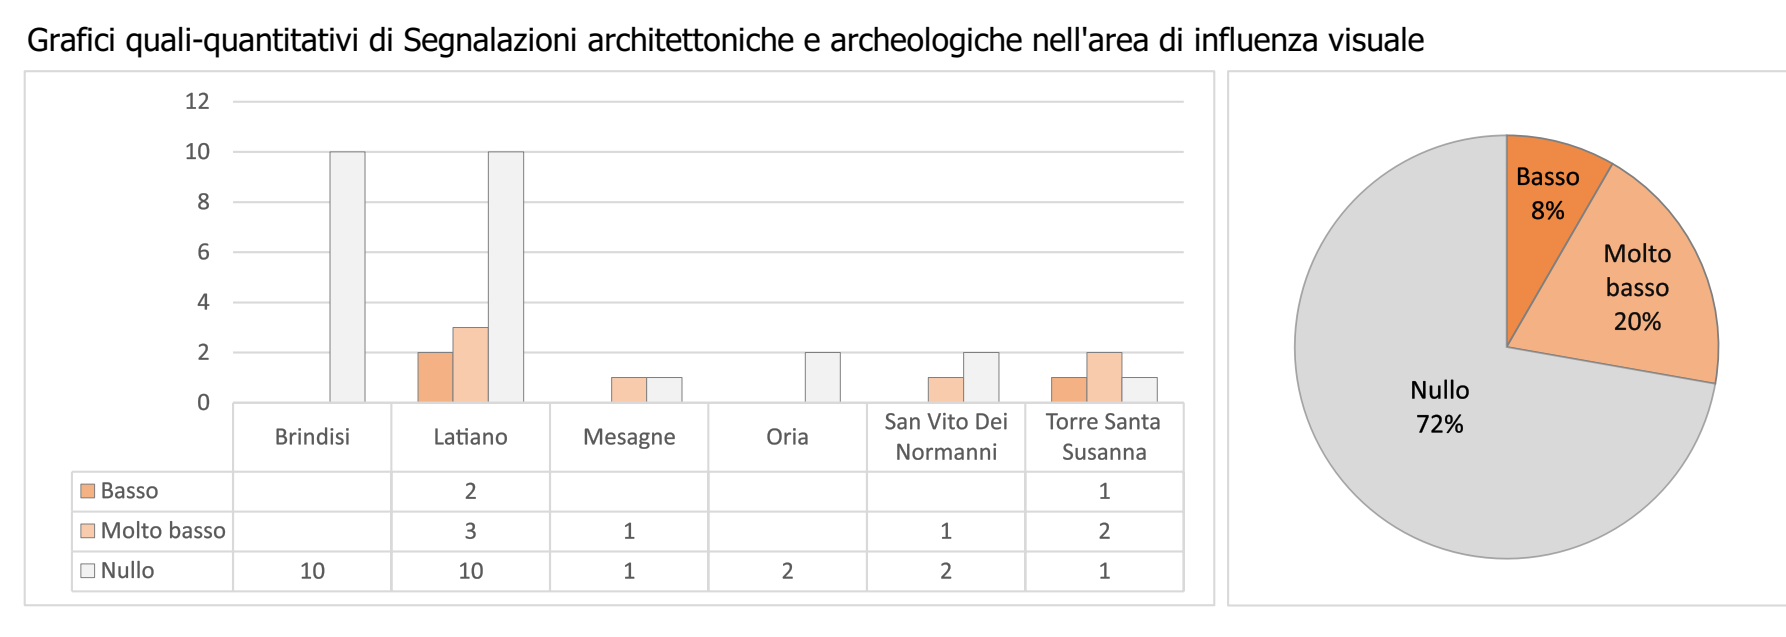 Grafici quali-quantitativi di Segnalazioni architettoniche e archeologiche nell'area di influenza visuale
12
10
8
6
4
2
0
Brindisi Latiano Mesagne Oria San Vito Dei Normanni Torre Santa Susanna
Basso 2 1
Molto basso 3 1 1 2
Nullo 10 10 1 2 2 1
Basso
8%
Molto
basso
20%
Nullo
72%